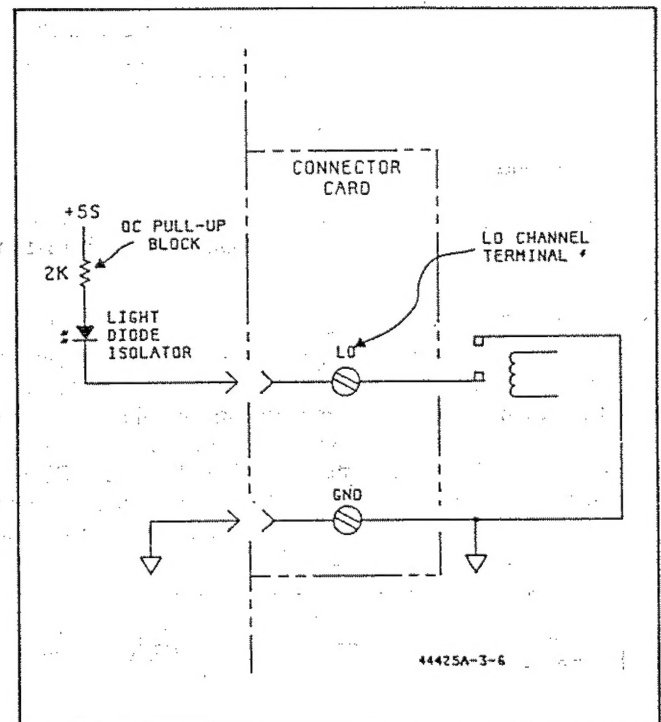 CONNECTOR
CARD
+5S
OC PULL-UP
BLOCK
2K
LO CHANNEL
TERMINAL
LIGHT
DIODE
ISOLATOR
LO
GND
44425A-3-6